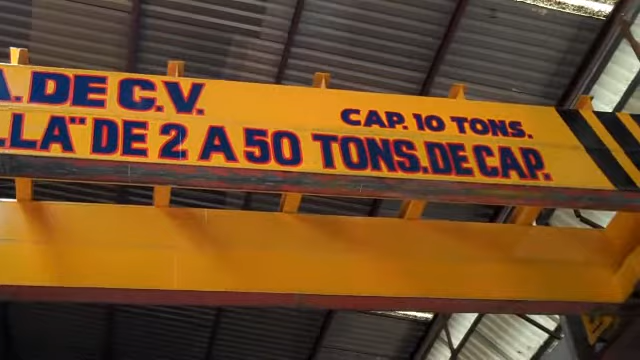 A. DE C.V.
CAP. 10 TONS.
LLA" DE 2 A 50 TONS. DE CAP.